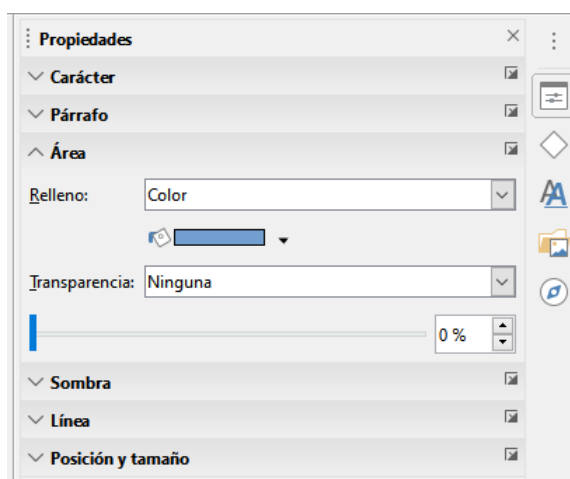 Propiedades
Carácter
Párrafo
Área
Relleno: Color
Transparencia: Ninguna
0 %
Sombra
Línea
Posición y tamaño